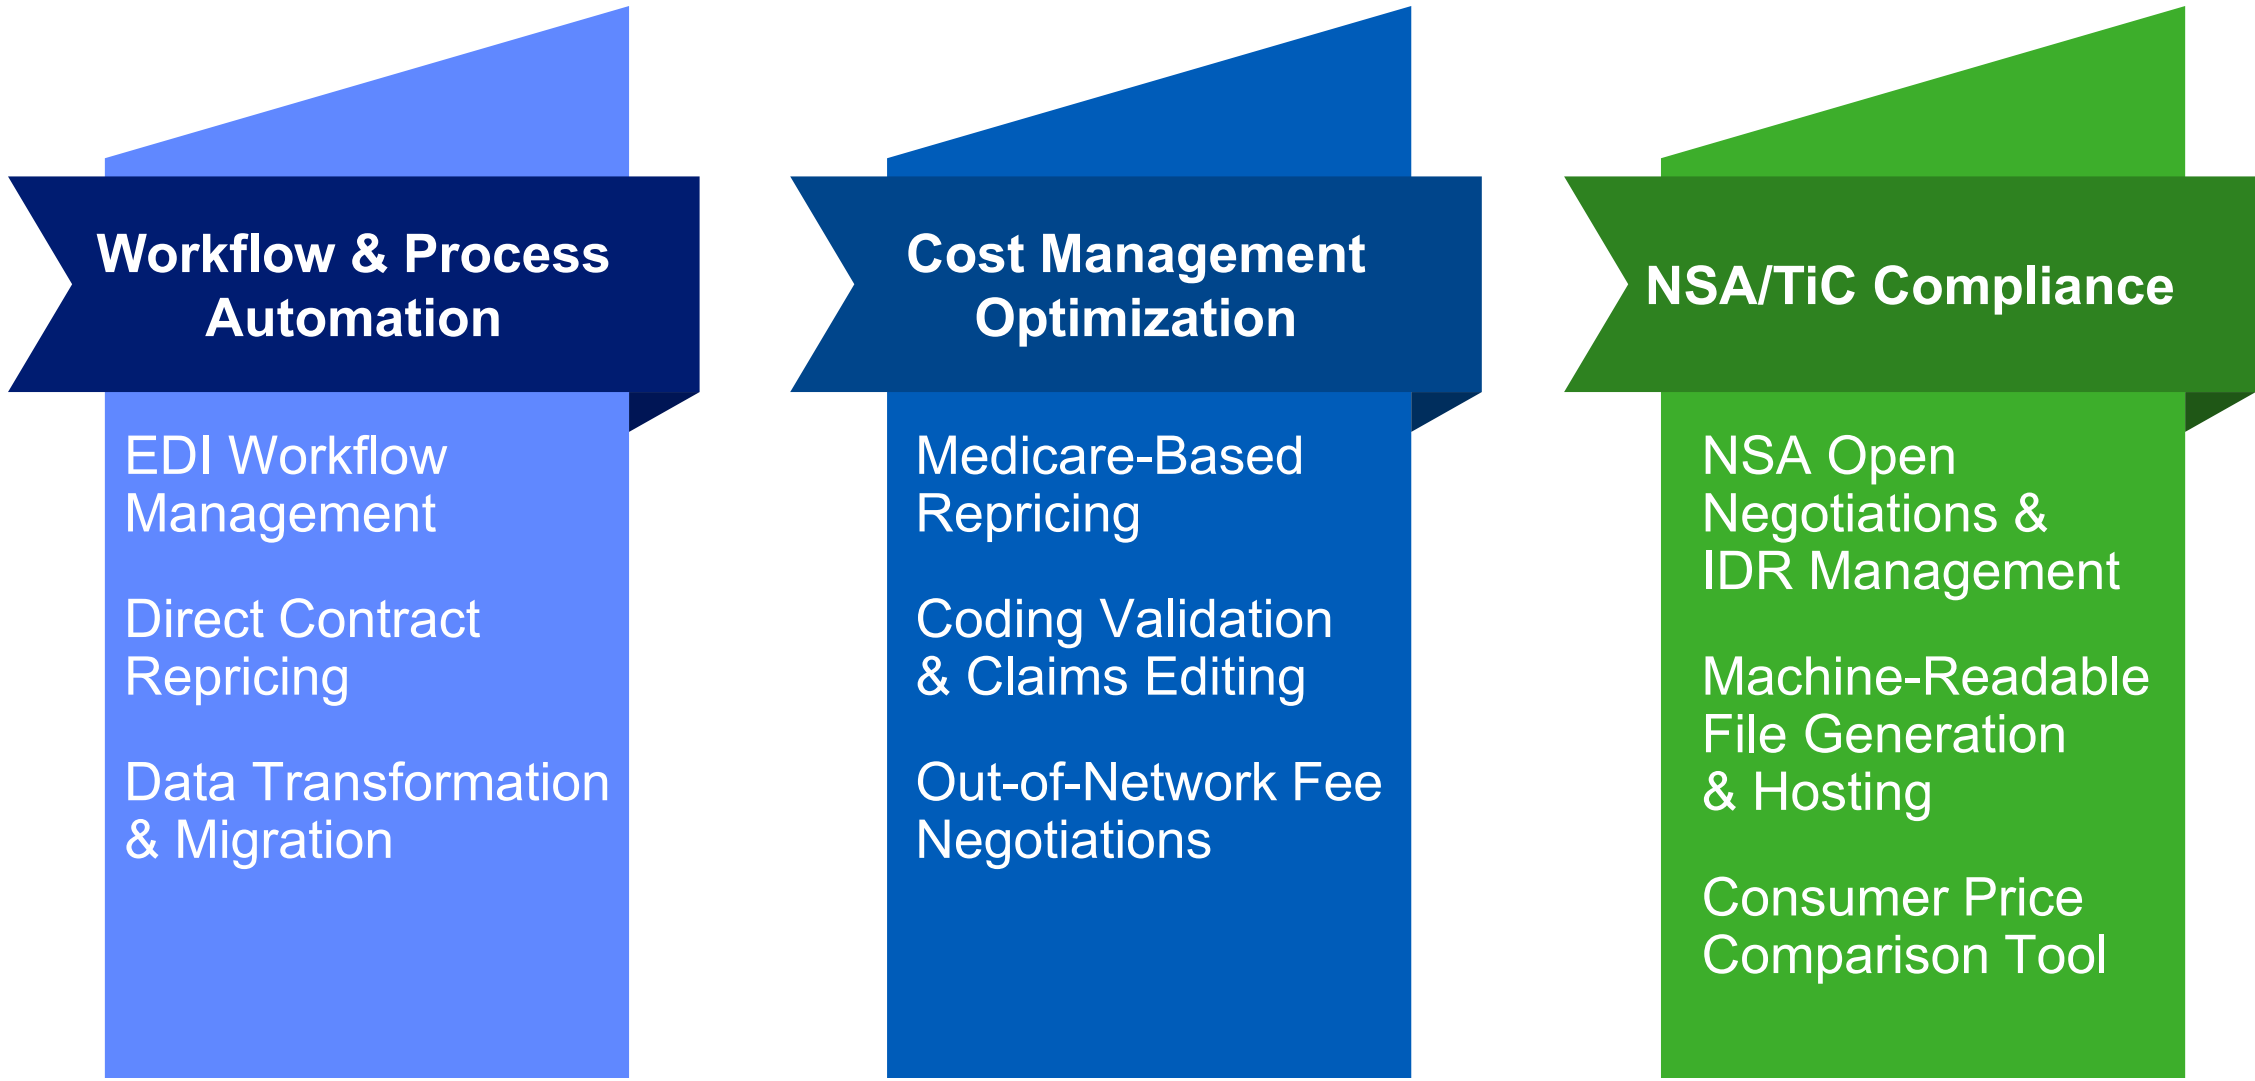 Workflow & Process
Automation
EDI Workflow
Management
Direct Contract
Repricing
Data Transformation
& Migration
Cost Management
Optimization
Medicare-Based
Repricing
Coding Validation
& Claims Editing
Out-of-Network Fee
Negotiations
NSA/TiC Compliance
NSA Open
Negotiations &
IDR Management
Machine-Readable
File Generation
& Hosting
Consumer Price
Comparison Tool